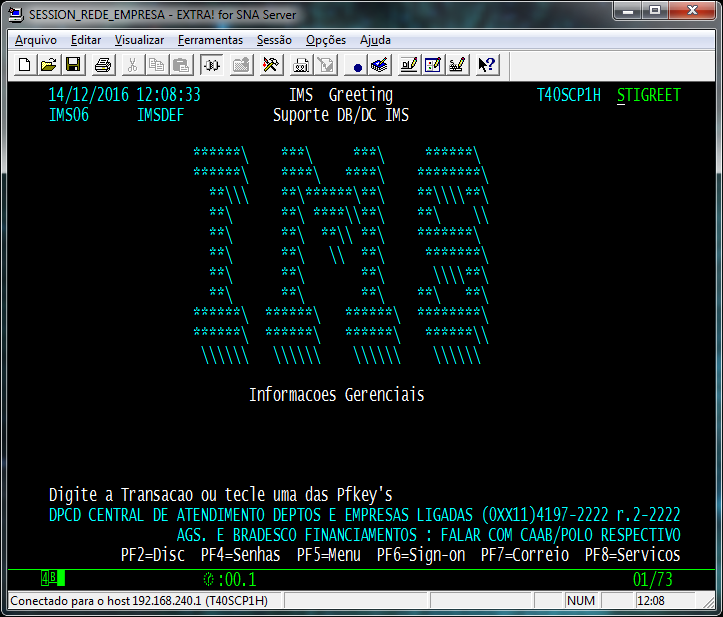 SESSION_REDE_EMPRESA - EXTRA! for SNA Server
Arquivo Editar Visualizar Ferramentas Sessão Opções Ajuda
14/12/2016 12:08:33 IMS Greeting T40SCP1H STIGREET
IMS06 IMSDEF Suporte DB/DC IMS
******\ ***\ ***\ ******\
******\ ****\ ****\ ********\
**\\\ **\******\**\ **\\\\**\
**\ **\ ****\\**\ **\ \\
**\ **\ **\\ **\ *******\
**\ **\ \\ **\ *******\
**\ **\ **\ \\\\**\
**\ **\ **\ **\ **\
******\ ******\ ******\ ********\
******\ ******\ ******\ ******\\
\\\\\\ \\\\\\ \\\\\\ \\\\\\
Informacoes Gerenciais
Digite a Transacao ou tecle uma das Pfkey's
DPCD CENTRAL DE ATENDIMENTO DEPTOS E EMPRESAS LIGADAS (0XX11)4197-2222 r.2-2222
AGS. E BRADESCO FINANCIAMENTOS : FALAR COM CAAB/POLO RESPECTIVO
PF2=Disc PF4=Senhas PF5=Menu PF6=Sign-on PF7=Correio PF8=Servicos
4B :00.1 01/73
Conectado para o host 192.168.240.1 (T40SCP1H) NUM 12:08